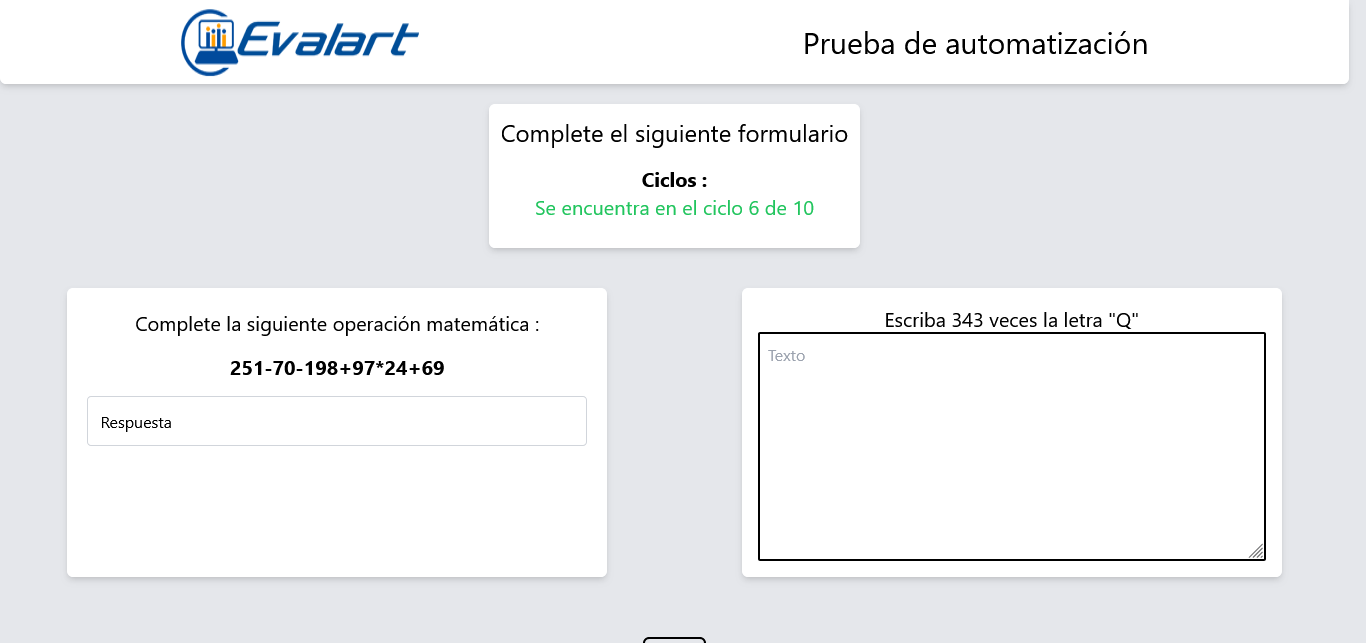 Evalart
Prueba de automatización
Complete el siguiente formulario
Ciclos :
Se encuentra en el ciclo 6 de 10
Complete la siguiente operación matemática :
251-70-198+97*24+69
Respuesta
Escriba 343 veces la letra "Q"
Texto